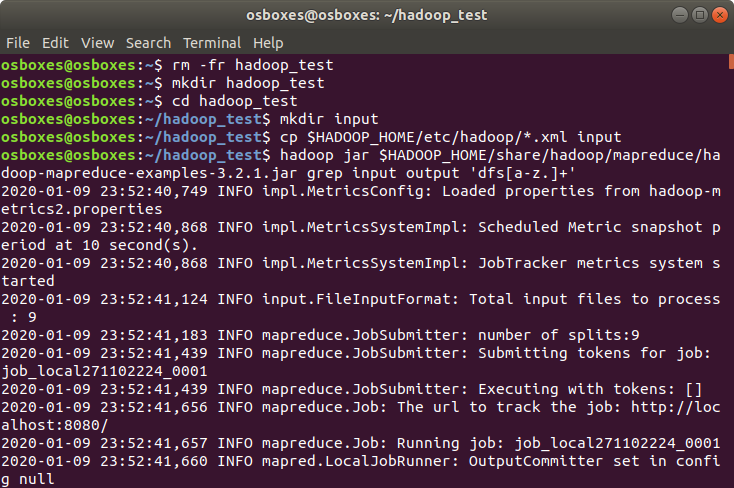 osboxes@osboxes: ~/hadoop_test
File Edit View Search Terminal Help
osboxes@osboxes:~$ rm -fr hadoop_test
osboxes@osboxes:~$ mkdir hadoop_test
osboxes@osboxes:~$ cd hadoop_test
osboxes@osboxes:~/hadoop_test$ mkdir input
osboxes@osboxes:~/hadoop_test$ cp $HADOOP_HOME/etc/hadoop/*.xml input
osboxes@osboxes:~/hadoop_test$ hadoop jar $HADOOP_HOME/share/hadoop/mapreduce/ha
doop-mapreduce-examples-3.2.1.jar grep input output 'dfs[a-z.]+'
2020-01-09 23:52:40,749 INFO impl.MetricsConfig: Loaded properties from hadoop-m
etrics2.properties
2020-01-09 23:52:40,868 INFO impl.MetricsSystemImpl: Scheduled Metric snapshot p
eriod at 10 second(s).
2020-01-09 23:52:40,868 INFO impl.MetricsSystemImpl: JobTracker metrics system s
tarted
2020-01-09 23:52:41,124 INFO input.FileInputFormat: Total input files to process
 : 9
2020-01-09 23:52:41,183 INFO mapreduce.JobSubmitter: number of splits:9
2020-01-09 23:52:41,439 INFO mapreduce.JobSubmitter: Submitting tokens for job: 
job_local271102224_0001
2020-01-09 23:52:41,439 INFO mapreduce.JobSubmitter: Executing with tokens: []
2020-01-09 23:52:41,656 INFO mapreduce.Job: The url to track the job: http://loc
alhost:8080/
2020-01-09 23:52:41,657 INFO mapreduce.Job: Running job: job_local271102224_0001
2020-01-09 23:52:41,660 INFO mapred.LocalJobRunner: OutputCommitter set in confi
g null